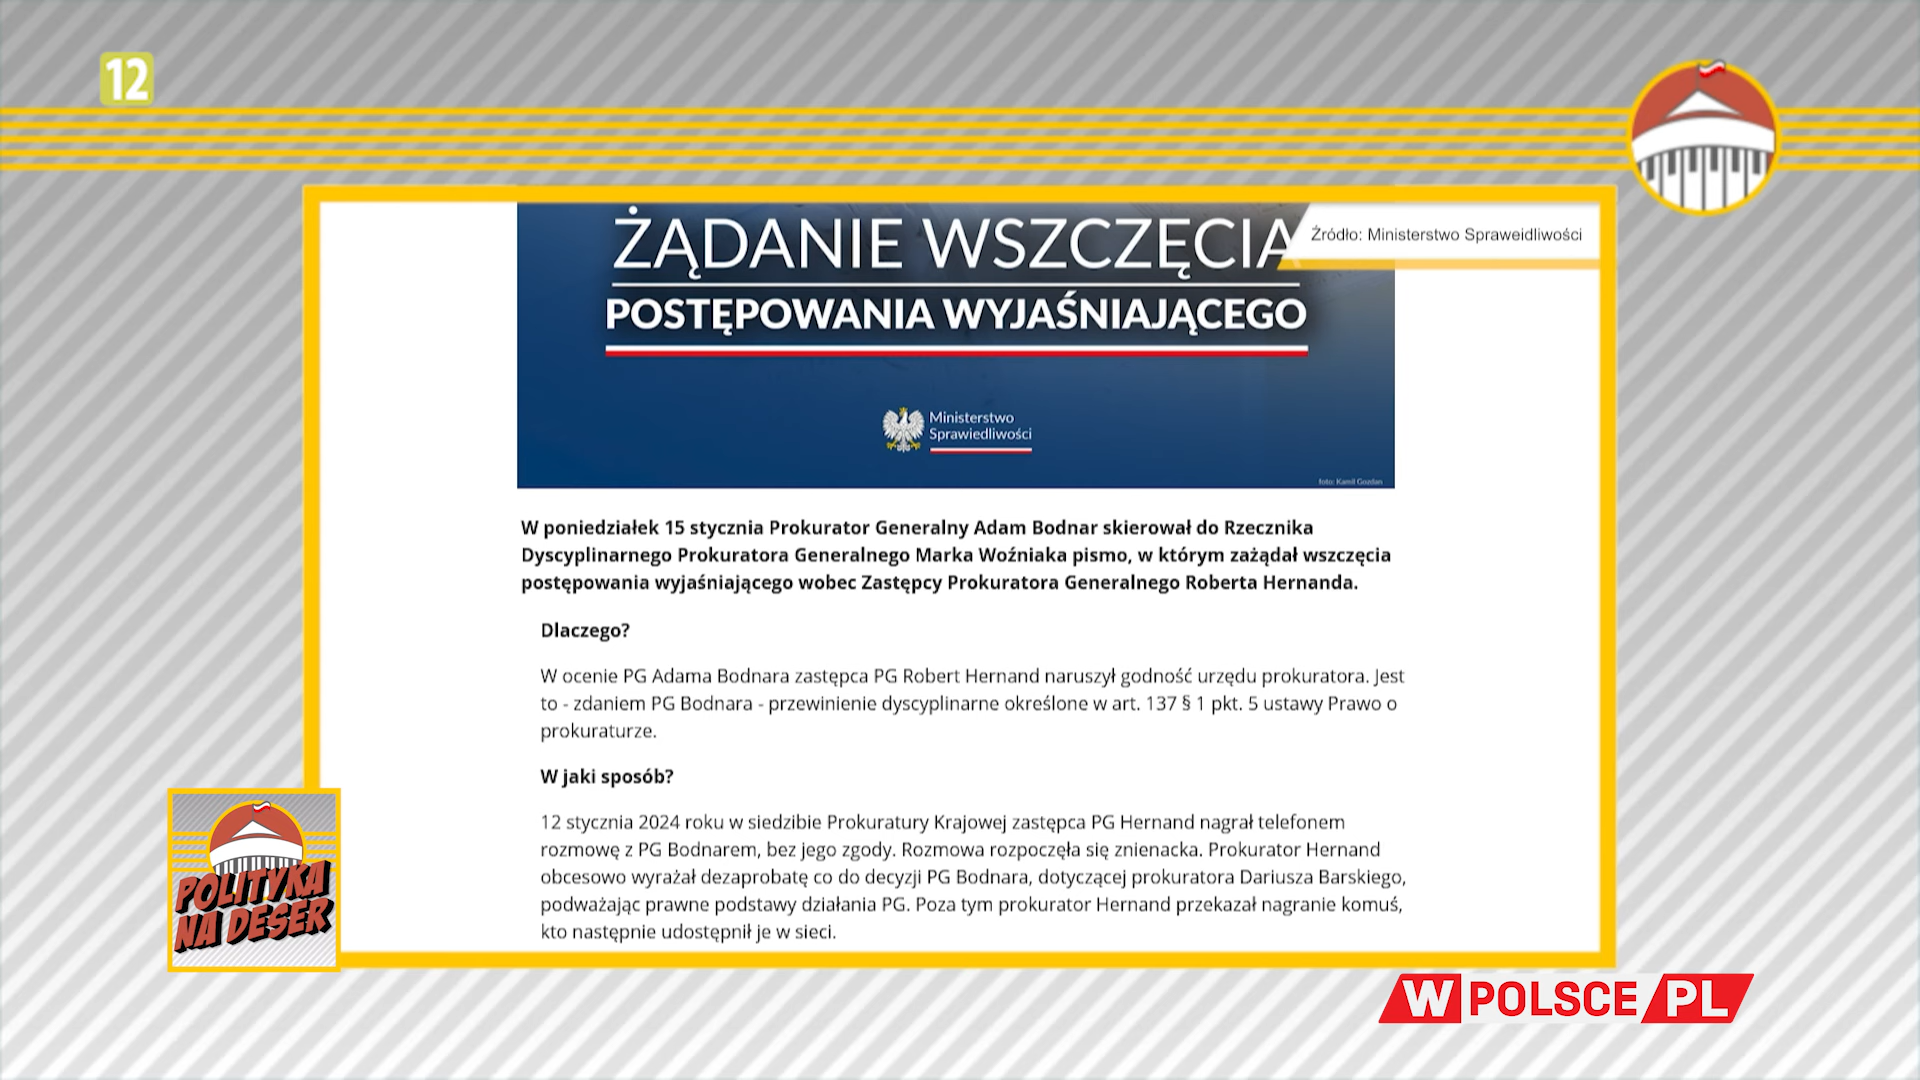 12
ŻĄDANIE WSZCZĘCIA
Źródło: Ministerstwo Spraweidliwości
POSTĘPOWANIA WYJAŚNIAJĄCEGO
Ministerstwo
Sprawiedliwości
foto: Kamil Gozdan
W poniedziałek 15 stycznia Prokurator Generalny Adam Bodnar skierował do Rzecznika
Dyscyplinarnego Prokuratora Generalnego Marka Woźniaka pismo, w którym zażądał wszczęcia
postępowania wyjaśniającego wobec Zastępcy Prokuratora Generalnego Roberta Hernanda.
Dlaczego?
W ocenie PG Adama Bodnara zastępca PG Robert Hernand naruszył godność urzędu prokuratora. Jest
to - zdaniem PG Bodnara - przewinienie dyscyplinarne określone w art. 137 § 1 pkt. 5 ustawy Prawo o
prokuraturze.
W jaki sposób?
12 stycznia 2024 roku w siedzibie Prokuratury Krajowej zastępca PG Hernand nagrał telefonem
rozmowę z PG Bodnarem, bez jego zgody. Rozmowa rozpoczęła się znienacka. Prokurator Hernand
obcesowo wyrażał dezaprobatę co do decyzji PG Bodnara, dotyczącej prokuratora Dariusza Barskiego,
podważając prawne podstawy działania PG. Poza tym prokurator Hernand przekazał nagranie komuś,
kto następnie udostępnił je w sieci.
POLITYKA
NA DESER
W POLSCE PL